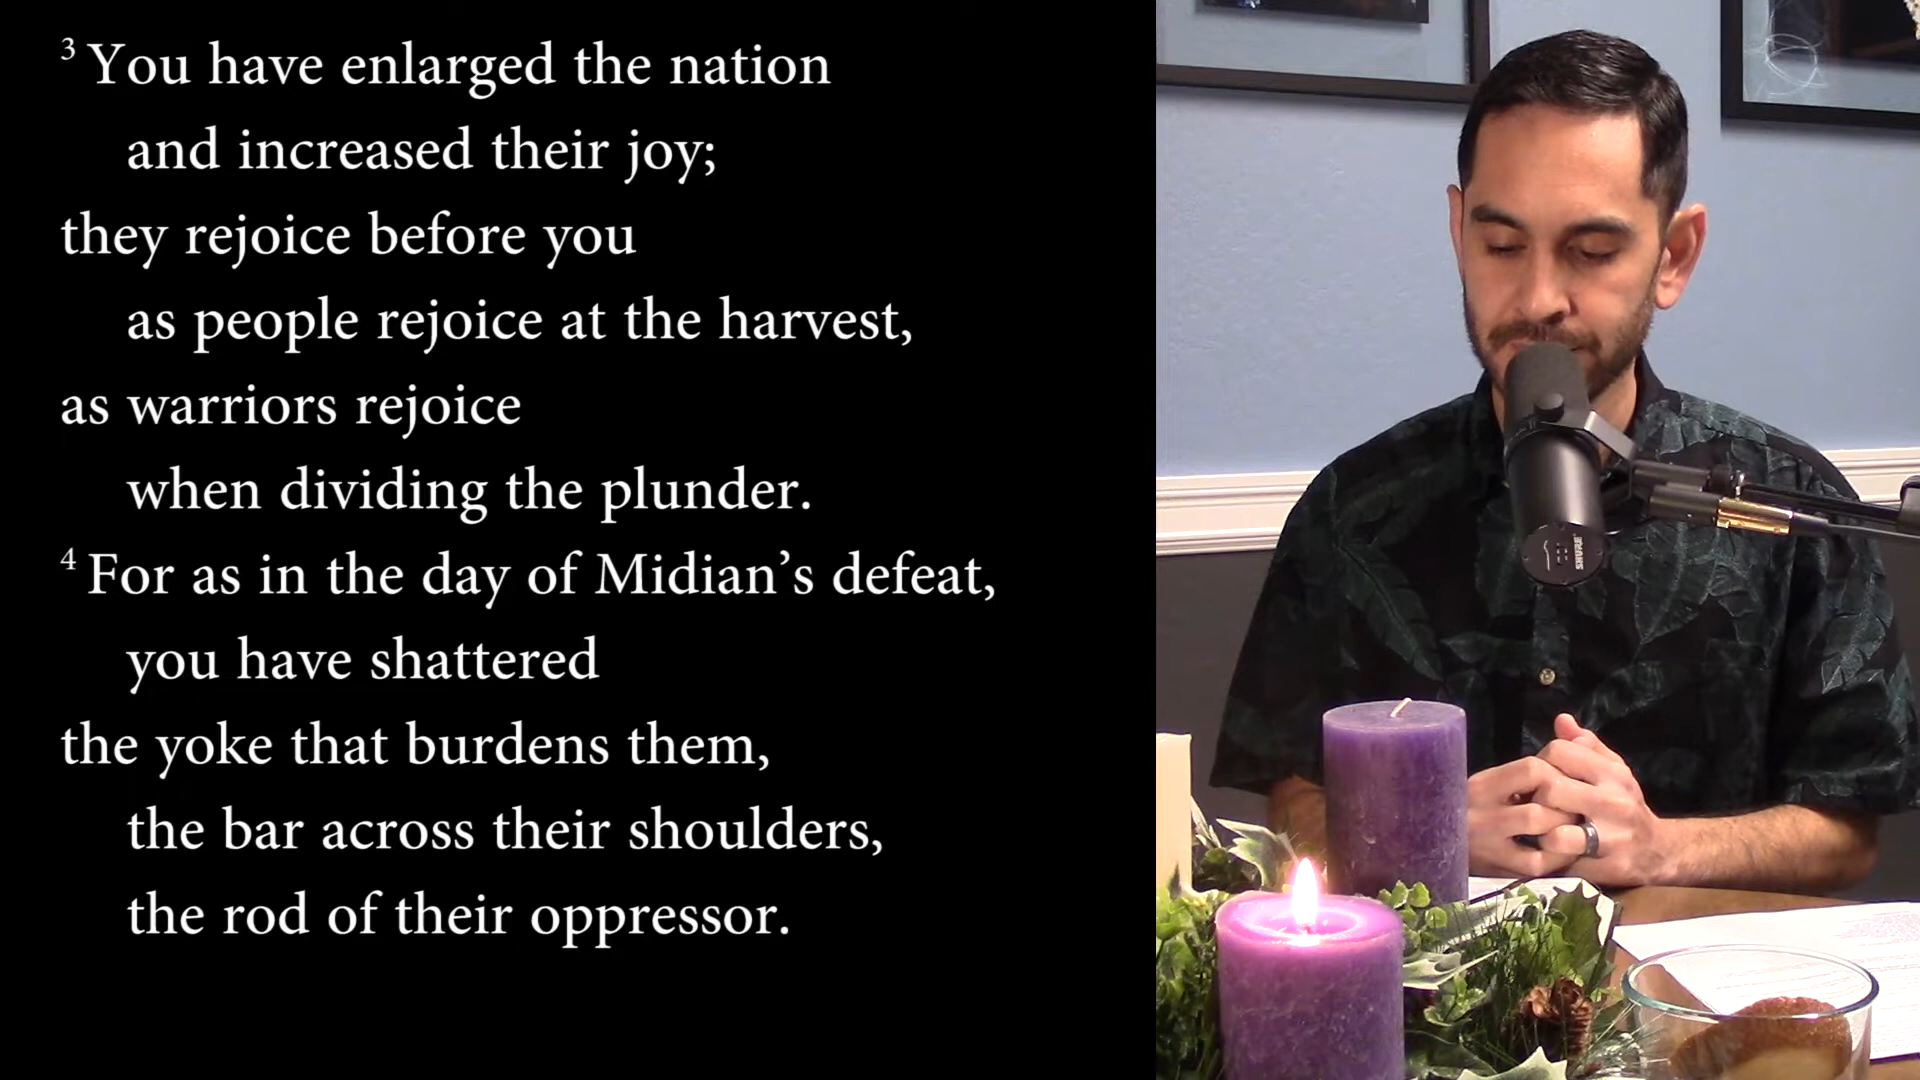 3 You have enlarged the nation
and increased their joy;
they rejoice before you
as people rejoice at the harvest,
as warriors rejoice
when dividing the plunder.
4 For as in the day of Midian’s defeat,
you have shattered
the yoke that burdens them,
the bar across their shoulders,
the rod of their oppressor.
SHURE